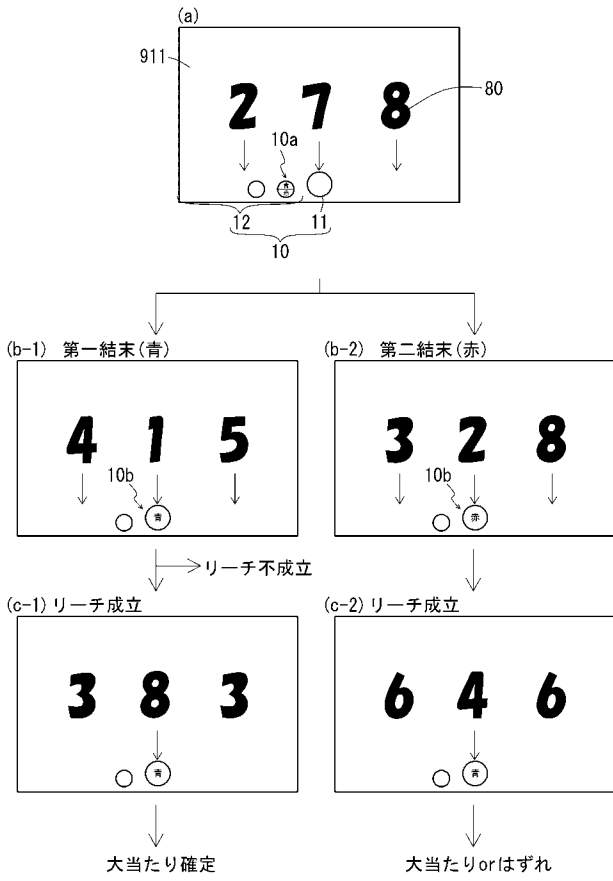 (a)
911
2 7 8
80
10a
青
赤
12
11
10
(b-1) 第一結末(青)
4 1 5
10b
青
リーチ不成立
(b-2) 第二結末(赤)
3 2 8
10b
赤
(c-1) リーチ成立
3 8 3
青
大当たり確定
(c-2) リーチ成立
6 4 6
青
大当たりorはずれ